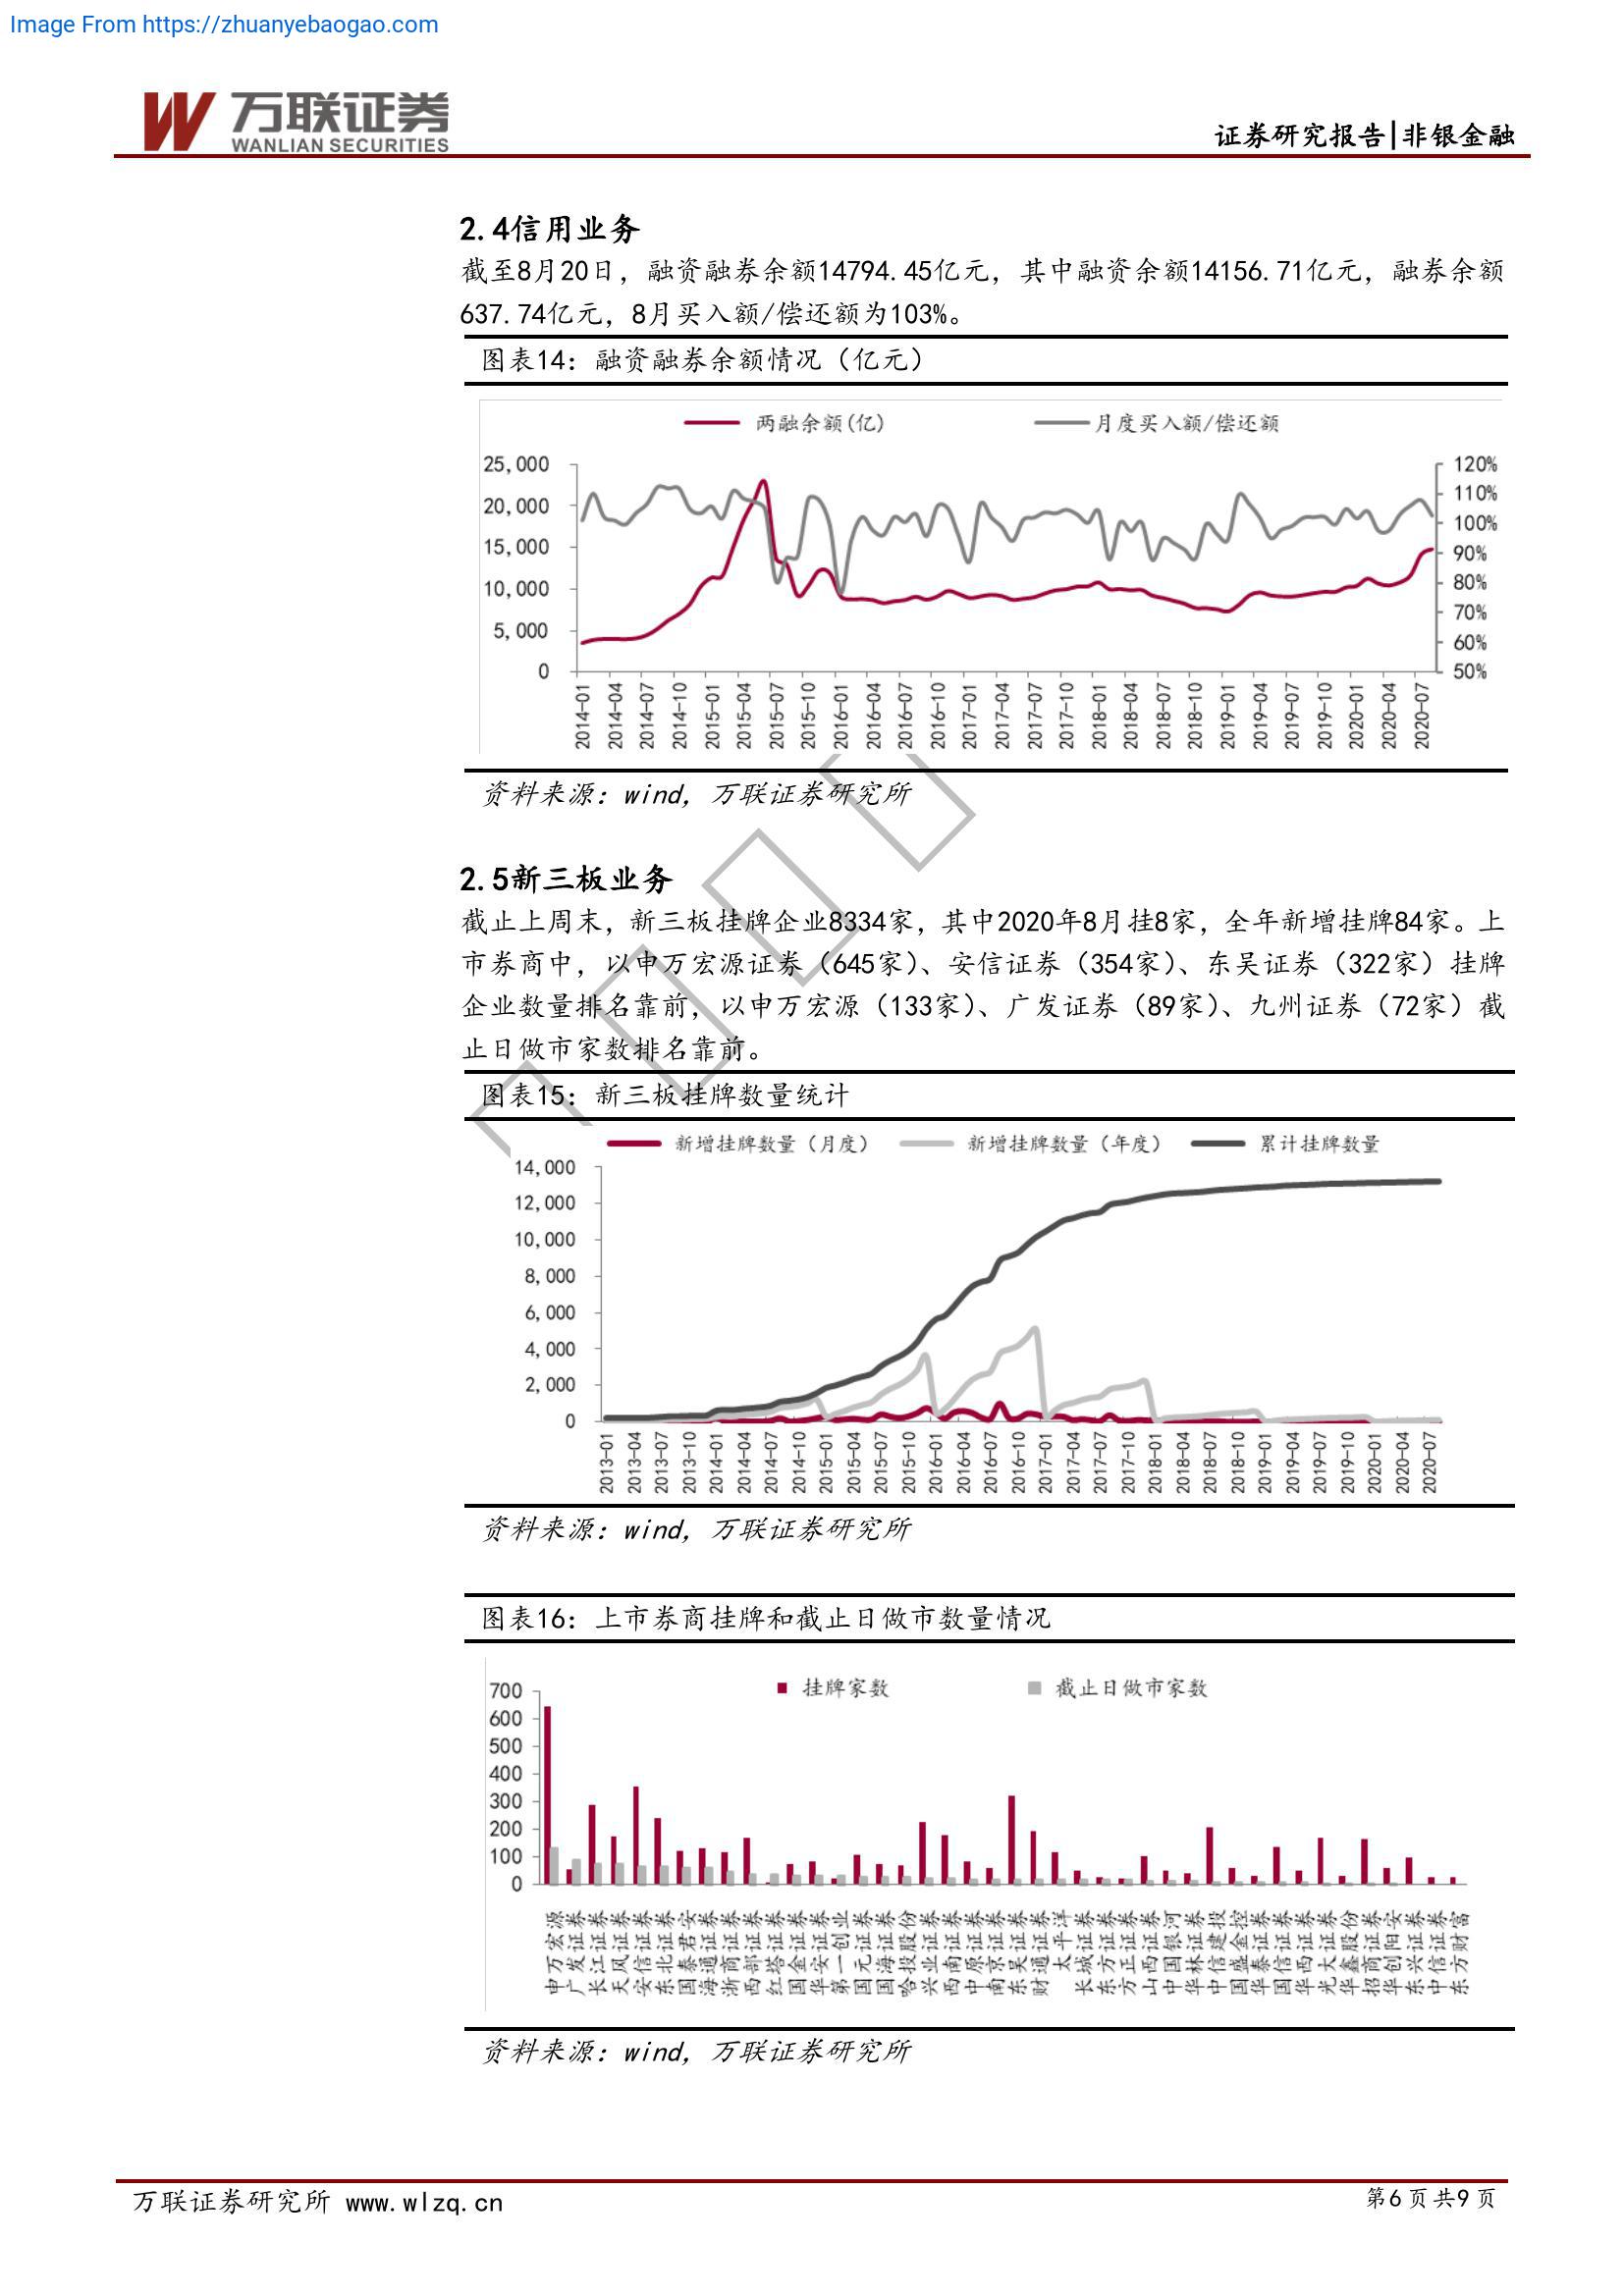 Image From https://zhuanyebaogao.com
万联证券
WANLIAN SECURITIES
证券研究报告|非银金融
2.4信用业务
截至8月20日，融资融券余额14794.45亿元，其中融资余额14156.71亿元，融券余额
637.74亿元，8月买入额/偿还额为103%。
图表14：融资融券余额情况（亿元）
两融余额(亿) 月度买入额/偿还额
25,000 120%
110%
20,000
100%
15,000
90%
10,000 80%
70%
5,000
60%
0 50%
2014-01 2014-04 2014-07 2014-10 2015-01 2015-04 2015-07 2015-10 2016-01 2016-04 2016-07 2016-10 2017-01 2017-04 2017-07 2017-10 2018-01 2018-04 2018-07 2018-10 2019-01 2019-04 2019-07 2019-10 2020-01 2020-04 2020-07
资料来源：wind，万联证券研究所
2.5新三板业务
截止上周末，新三板挂牌企业8334家，其中2020年8月挂8家，全年新增挂牌84家。上
市券商中，以申万宏源证券（645家）、安信证券（354家）、东吴证券（322家）挂牌
企业数量排名靠前，以申万宏源（133家）、广发证券（89家）、九州证券（72家）截
止日做市家数排名靠前。
图表15：新三板挂牌数量统计
新增挂牌数量（月度） 新增挂牌数量（年度） 累计挂牌数量
14,000
12,000
10,000
8,000
6,000
4,000
2,000
0
2013-01 2013-04 2013-07 2013-10 2014-01 2014-04 2014-07 2014-10 2015-01 2015-04 2015-07 2015-10 2016-01 2016-04 2016-07 2016-10 2017-01 2017-04 2017-07 2017-10 2018-01 2018-04 2018-07 2018-10 2019-01 2019-04 2019-07 2019-10 2020-01 2020-04 2020-07
资料来源：wind，万联证券研究所
图表16：上市券商挂牌和截止日做市数量情况
挂牌家数 截止日做市家数
700
600
500
400
300
200
100
0
申万宏源 广发证券 长江证券 天风证券 安信证券 东北证券 国泰君安 海通证券 浙商证券 西部证券 红塔证券 国金证券 华安证券 第一创业 国元证券 国海证券 哈投股份 兴业证券 西南证券 中原证券 南京证券 东吴证券 财通证券 太平洋 长城证券 东方证券 方正证券 山西证券 中国银河 华林证券 中信建投 国盛金控 华泰证券 国信证券 华西证券 光大证券 华鑫股份 招商证券 华创阳安 东兴证券 中信证券 东方财富
资料来源：wind，万联证券研究所
万联证券研究所 www.wlzq.cn
第6页共9页